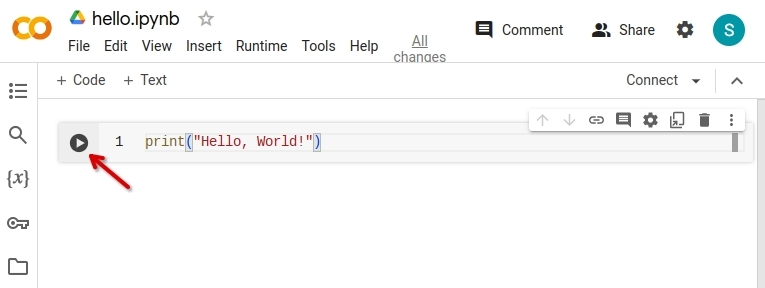 hello.ipynb
Comment
Share
S
File Edit View Insert Runtime Tools Help All changes
+ Code + Text
Connect
{x}
1 print("Hello, World!")